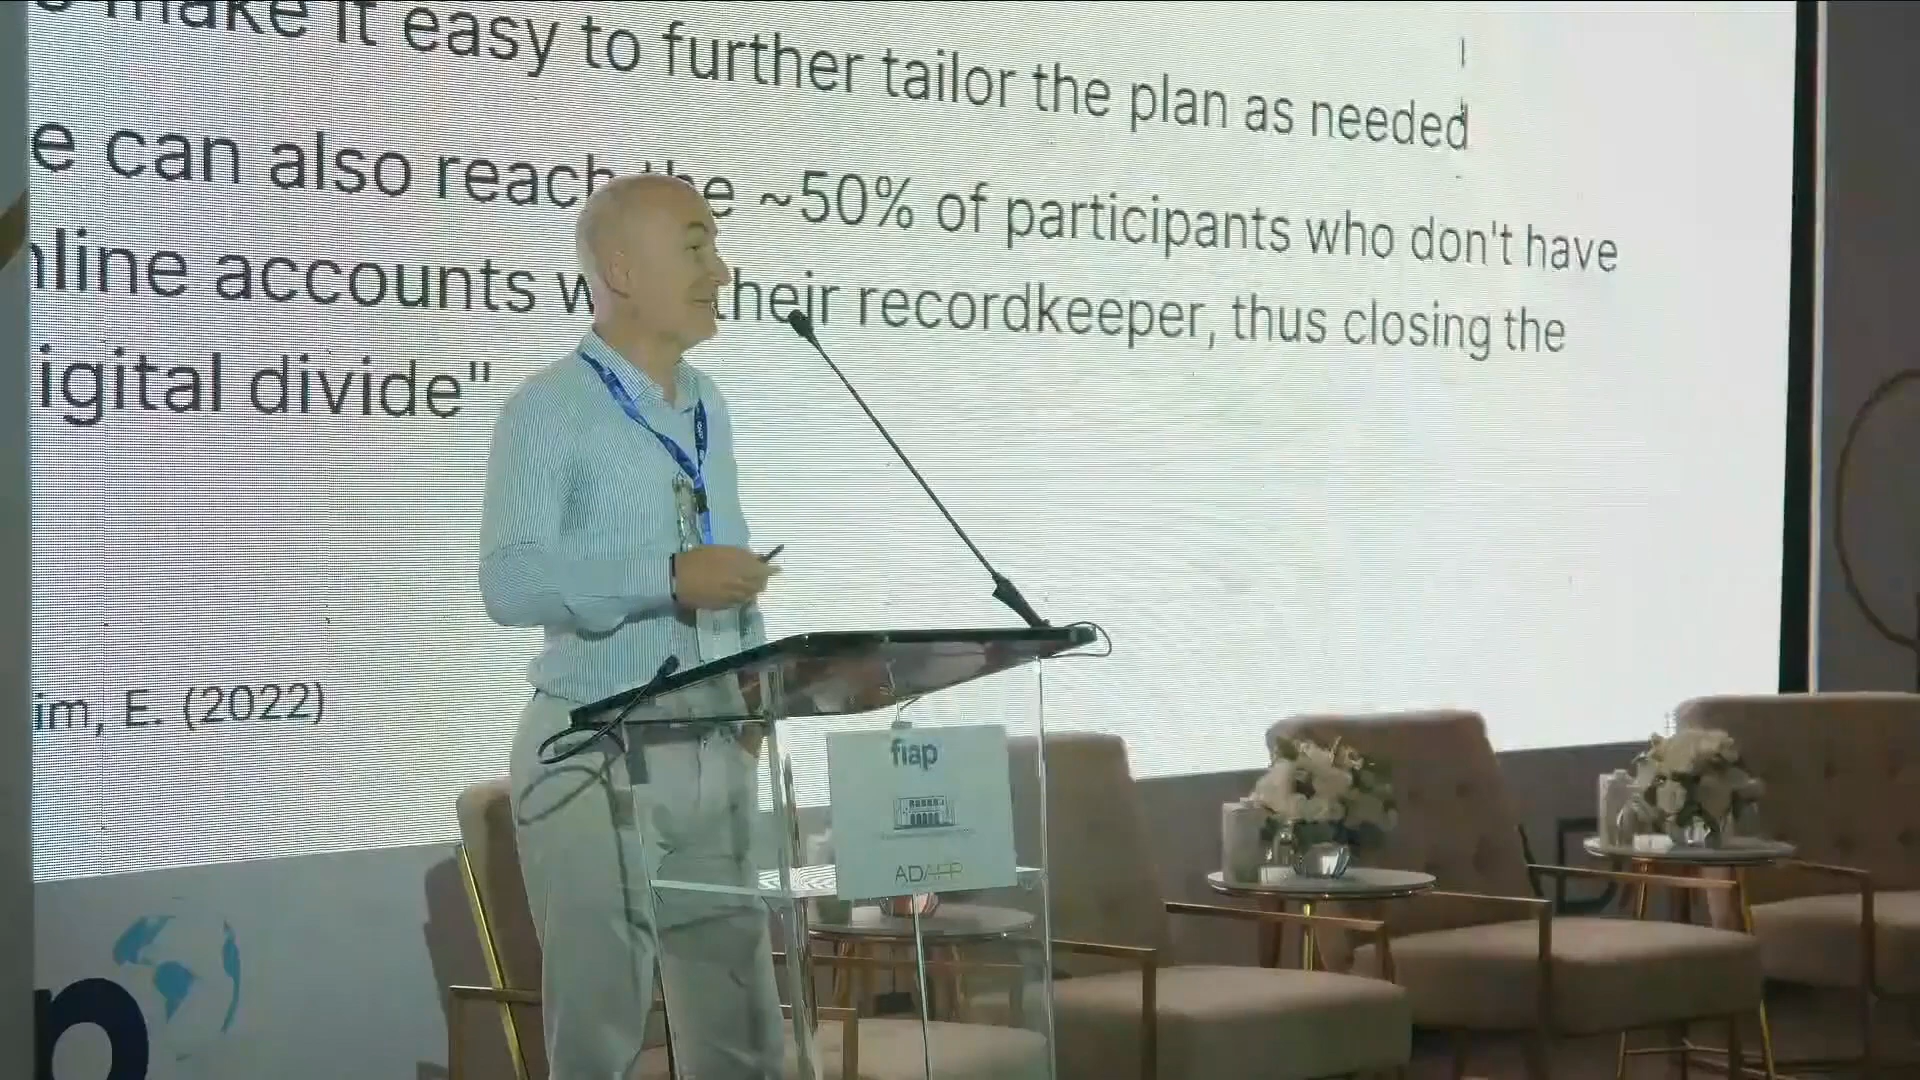 make it easy to further tailor the plan as needed
e can also reach the ~50% of participants who don't have
nline accounts w their recordkeeper, thus closing the
igital divide"
im, E. (2022)
fiap
ADAFP